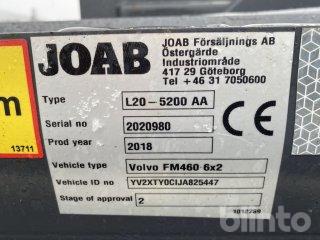 JOAB
JOAB Försäljnings AB
Östergärde
Industriområde
417 29 Göteborg
Tel +46 31 7050600
Type L20-5200 AA
Serial no 2020980
Prod year 2018
CE
Vehicle type Volvo FM460 6x2
Vehicle ID no YV2XTY0CIJA825447
Stage of approval 2
m
13711
blinto